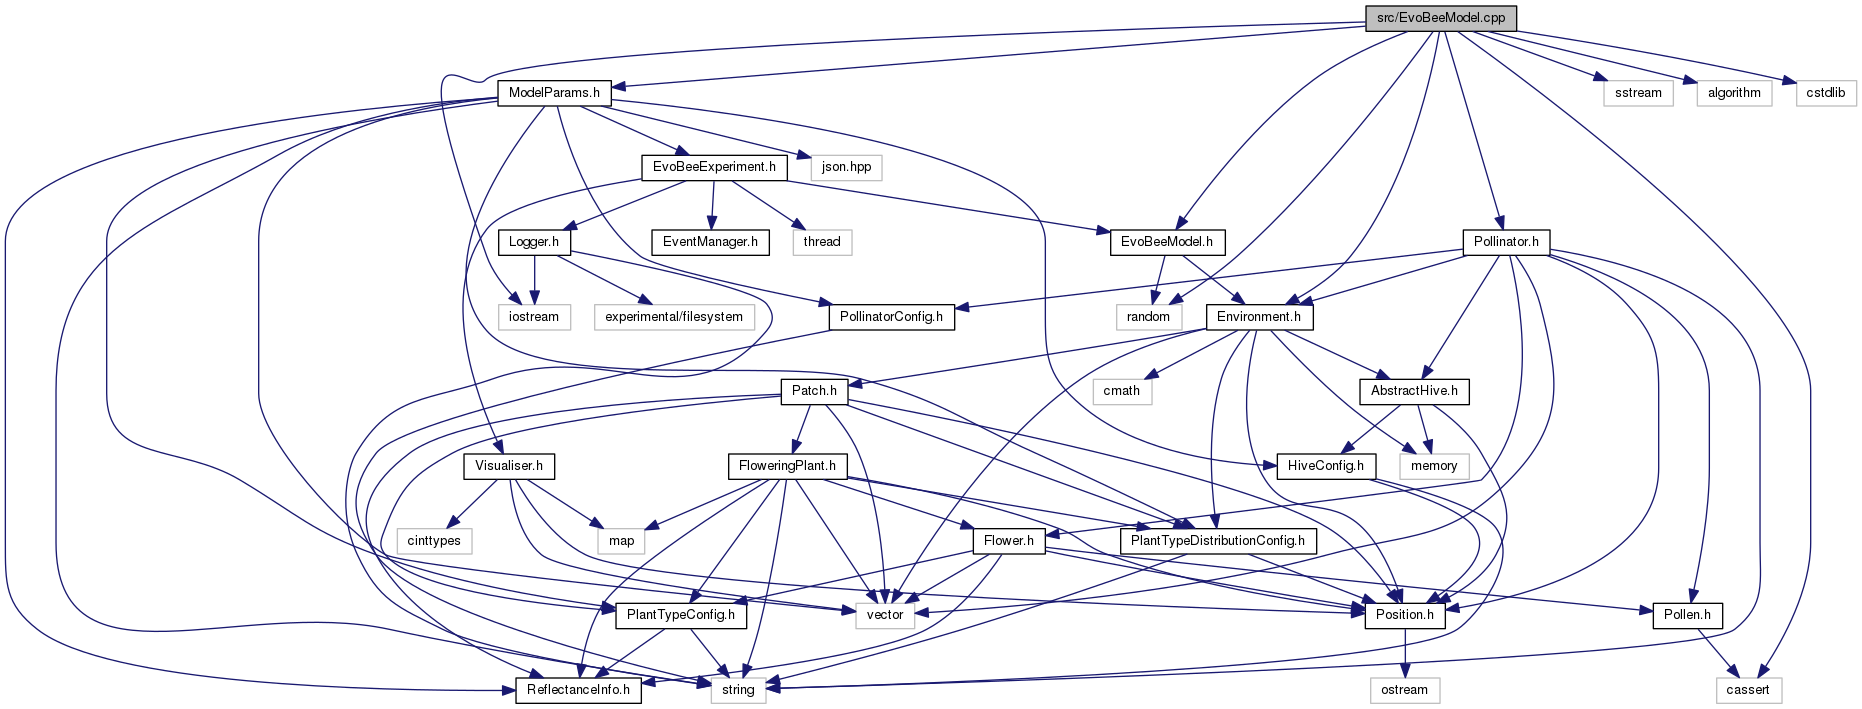 src/EvoBeeModel.cpp
ModelParams.h
sstream
algorithm
cstdlib
EvoBeeExperiment.h
json.hpp
Logger.h
EventManager.h
thread
EvoBeeModel.h
Pollinator.h
iostream
experimental/filesystem
PollinatorConfig.h
random
Environment.h
Patch.h
cmath
AbstractHive.h
Visualiser.h
FloweringPlant.h
HiveConfig.h
memory
cinttypes
map
Flower.h
PlantTypeDistributionConfig.h
PlantTypeConfig.h
vector
Position.h
Pollen.h
ReflectanceInfo.h
string
ostream
cassert